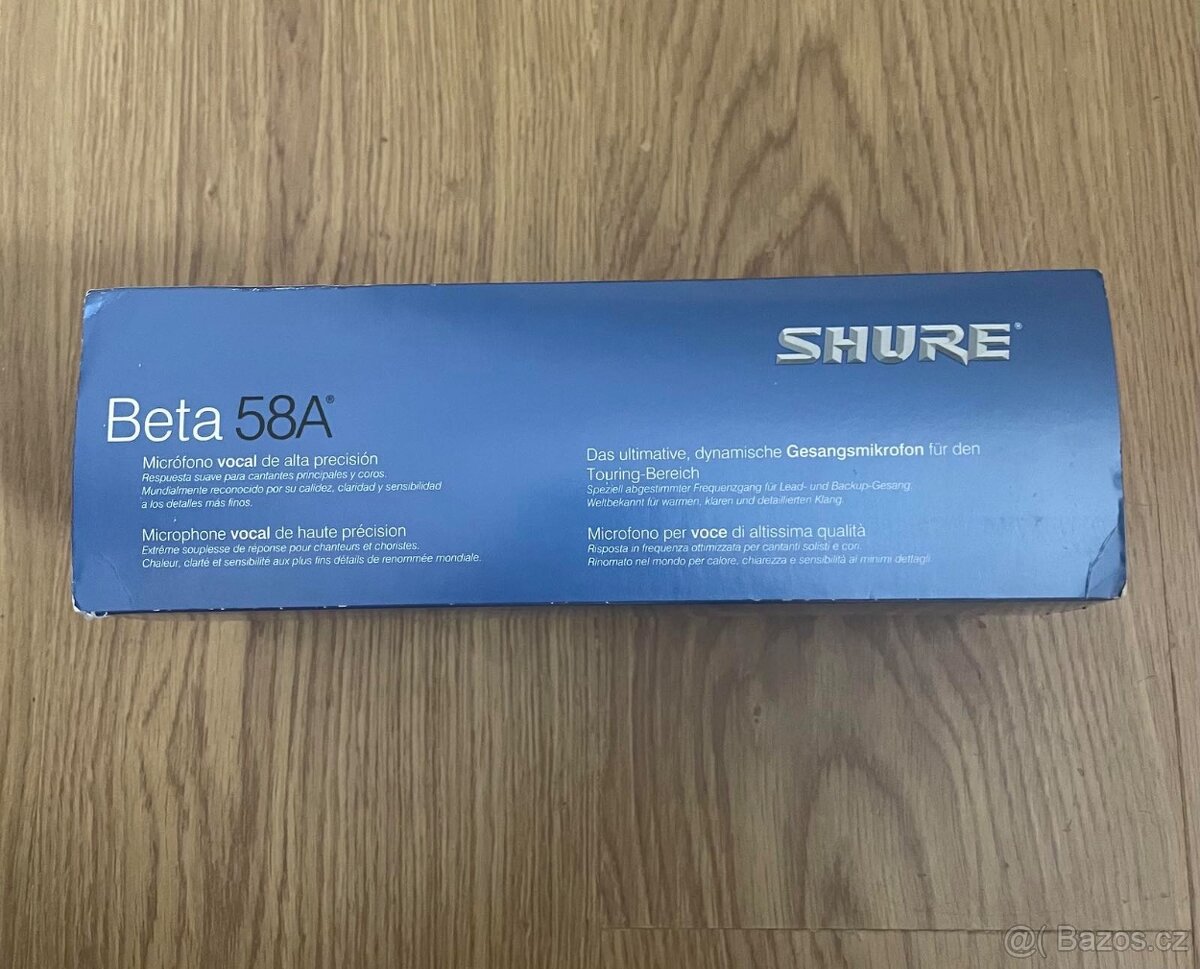 SHURE®
Beta 58A®
Micrófono vocal de alta precisión
Respuesta suave para cantantes principales y coros.
Mundialmente reconocido por su calidez, claridad y sensibilidad
a los detalles más finos.
Microphone vocal de haute précision
Extrême souplesse de réponse pour chanteurs et choristes.
Chaleur, clarté et sensibilité aux plus fins détails de renommée mondiale.
Das ultimative, dynamische Gesangsmikrofon für den
Touring-Bereich
Speziell abgestimmter Frequenzgang für Lead- und Backup-Gesang.
Weltbekannt für warmen, klaren und detaillierten Klang.
Microfono per voce di altissima qualità
Risposta in frequenza ottimizzata per cantanti solisti e cori.
Rinomato nel mondo per calore, chiarezza e sensibilità ai minimi dettagli
@( Bazos.cz